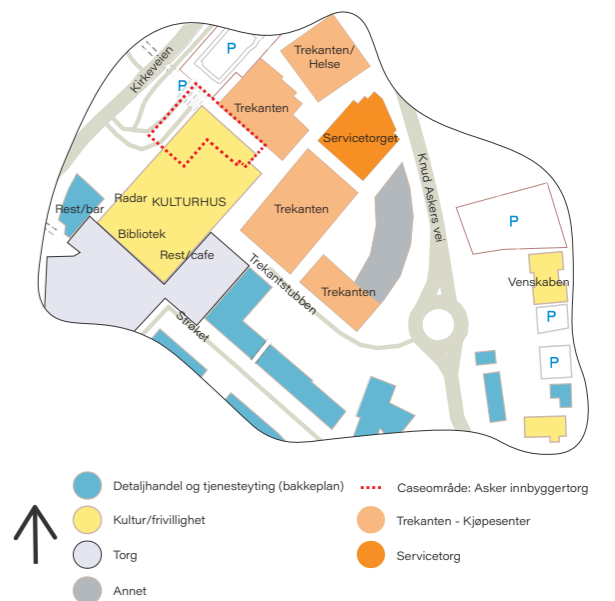 P
Trekanten/
Helse
Kirkeveien
P
Trekanten
Servicetorget
Knud Askers vei
Radar
KULTURHUS
Rest/bar
Trekanten
P
Bibliotek
Rest/cafe
Trekantstubben
Venskaben
Trekanten
P
Strøket
P
Detaljhandel og tjenesteyting (bakkeplan)
Caseområde: Asker innbyggertorg
Kultur/frivillighet
Trekanten - Kjøpesenter
Torg
Servicetorg
Annet